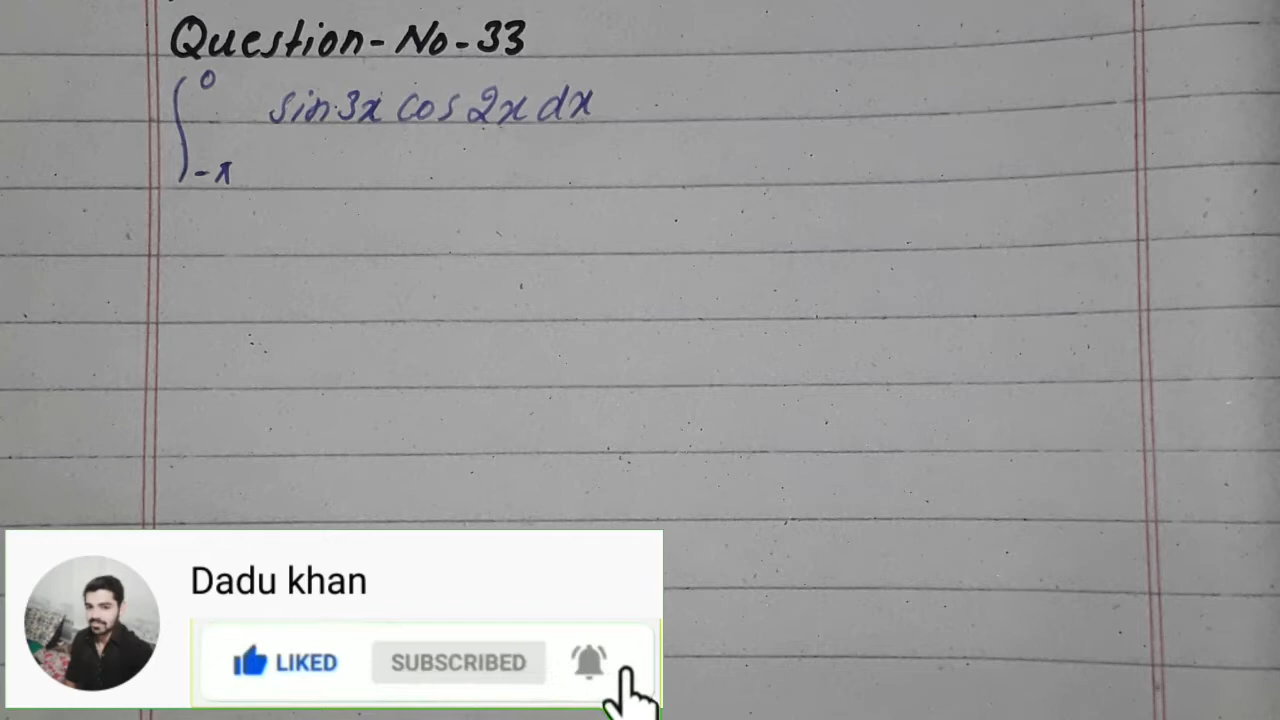 Question-No-33
∫₋π⁰ sin3x cos2x dx
Dadu khan
LIKED
SUBSCRIBED